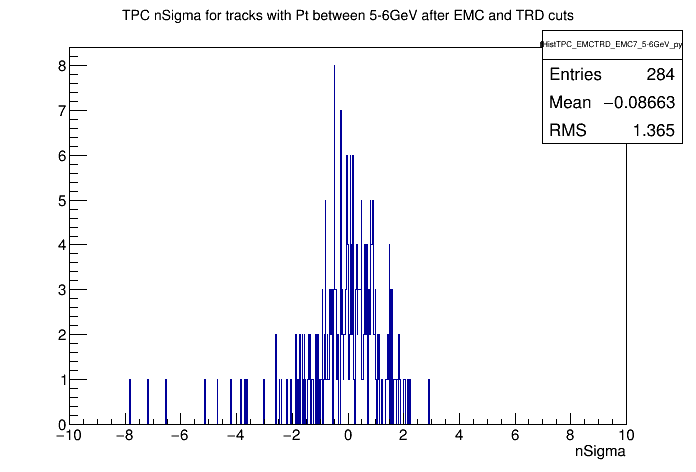 TPC nSigma for tracks with Pt between 5-6GeV after EMC and TRD cuts
HistTPC_EMCTRD_EMC7_5-6GeV_py
Entries 284
Mean −0.08663
RMS 1.365
8
7
6
5
4
3
2
1
0
−10 −8 −6 −4 −2 0 2 4 6 8 10
nSigma